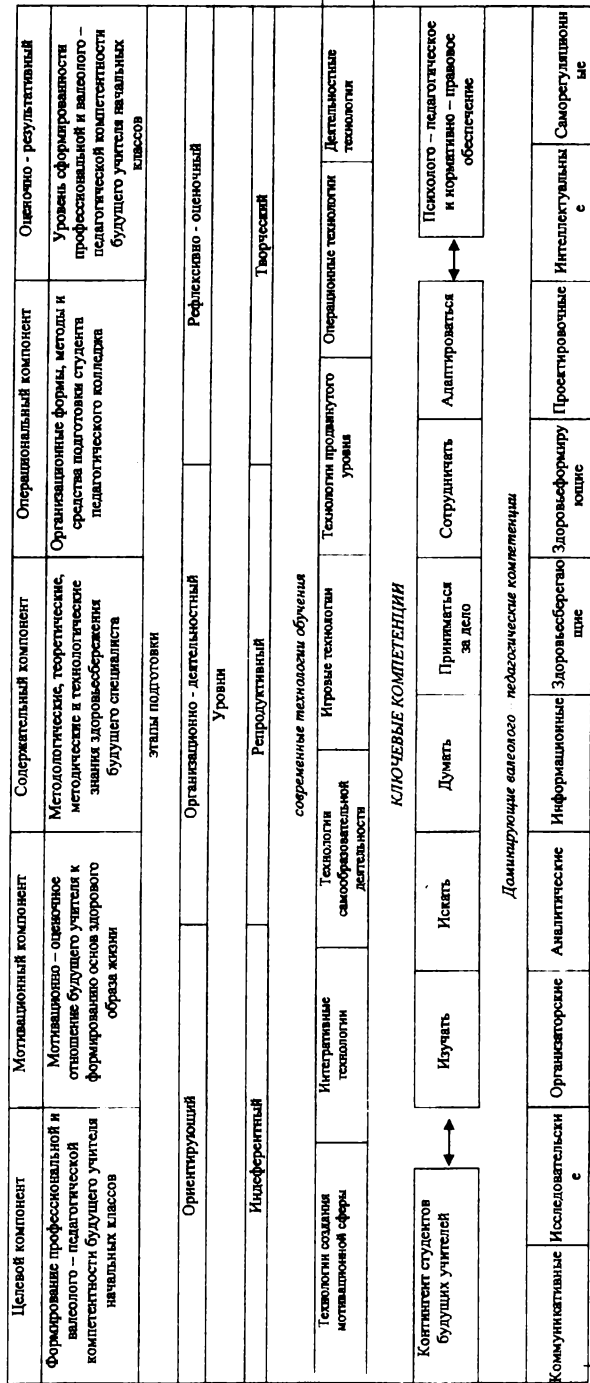 Целевой компонент
Мотивационный компонент
Содержательный компонент
Операциональный компонент
Оценочно - результативный
Формирование профессиональной и
валеолого – педагогической
компетентности будущего учителя
начальных классов
Мотивационно – оценочное
отношение будущего учителя к
формированию основ здорового
образа жизни
Методологические, теоретические,
методические и технологические
знания здоровьесбережения
будущего специалиста
Организационные формы, методы и
средства подготовки студента
педагогического колледжа
Уровень сформированности
профессиональной и валеолого –
педагогической компетентности
будущего учителя начальных
классов
этапы подготовки
Ориентирующий
Организационно - деятельностный
Рефлексивно - оценочный
Уровни
Индеферентный
Репродуктивный
Творческий
современные технологии обучения
Технологии создания
мотивационной сферы
Интегративные
технологии
Технологии
самообразовательной
деятельности
Игровые технологии
Технологии продвинутого
уровня
Операционные технологии
Деятельностные
технологии
КЛЮЧЕВЫЕ КОМПЕТЕНЦИИ
Контингент студентов
будущих учителей
Изучать
Искать
Думать
Приниматься
за дело
Сотрудничать
Адаптироваться
Психолого – педагогическое
и нормативно – правовое
обеспечение
Доминирующие валеолого - педагогические компетенции
Коммуникативные
Исследовательски
е
Организаторские
Аналитические
Информационные
Здоровьесберегаю
щие
Здоровьеформиру
ющие
Проектировочные
Интеллектуальны
е
Саморегуляционн
ые